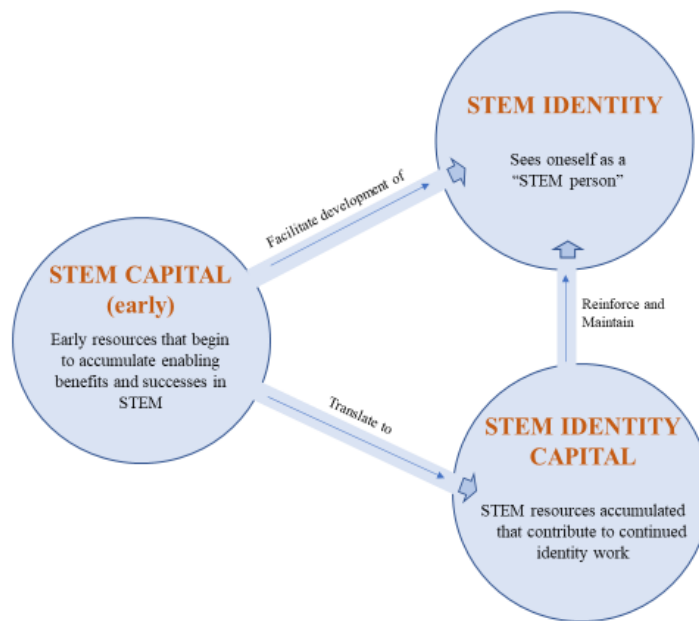 STEM IDENTITY
Sees oneself as a
“STEM person”
Facilitate development of
STEM CAPITAL
(early)
Early resources that begin
to accumulate enabling
benefits and successes in
STEM
Reinforce and
Maintain
Translate to
STEM IDENTITY
CAPITAL
STEM resources accumulated
that contribute to continued
identity work